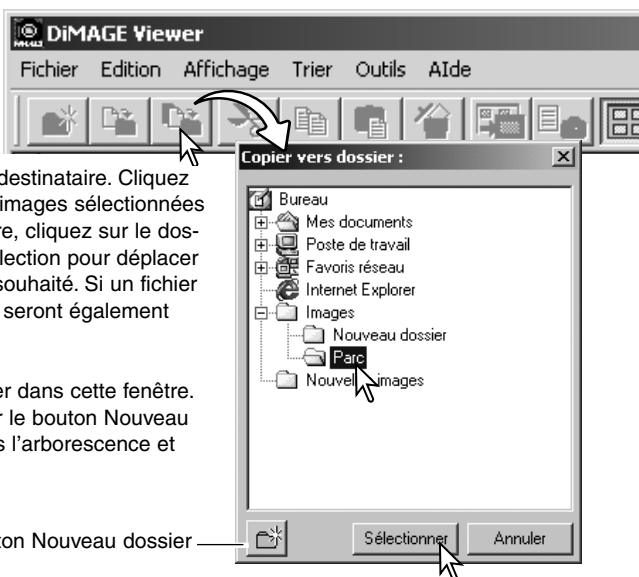 DiMAGE Viewer
Fichier Edition Affichage Trier Outils AIde
Copier vers dossier :
destinataire. Cliquez
images sélectionnées
re, cliquez sur le dos-
lection pour déplacer
souhaité. Si un fichier
seront également
er dans cette fenêtre.
r le bouton Nouveau
s l'arborescence et
ton Nouveau dossier
Bureau
Mes documents
Poste de travail
Favoris réseau
Internet Explorer
Images
Nouveau dossier
Parc
Nouvel images
Sélectionner
Annuler